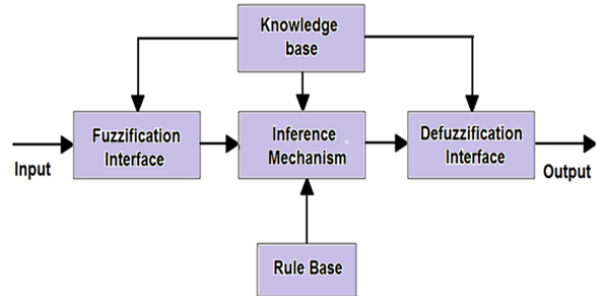 Knowledge
base
Fuzzification
Interface
Inference
Mechanism
Defuzzification
Interface
Input
Output
Rule Base